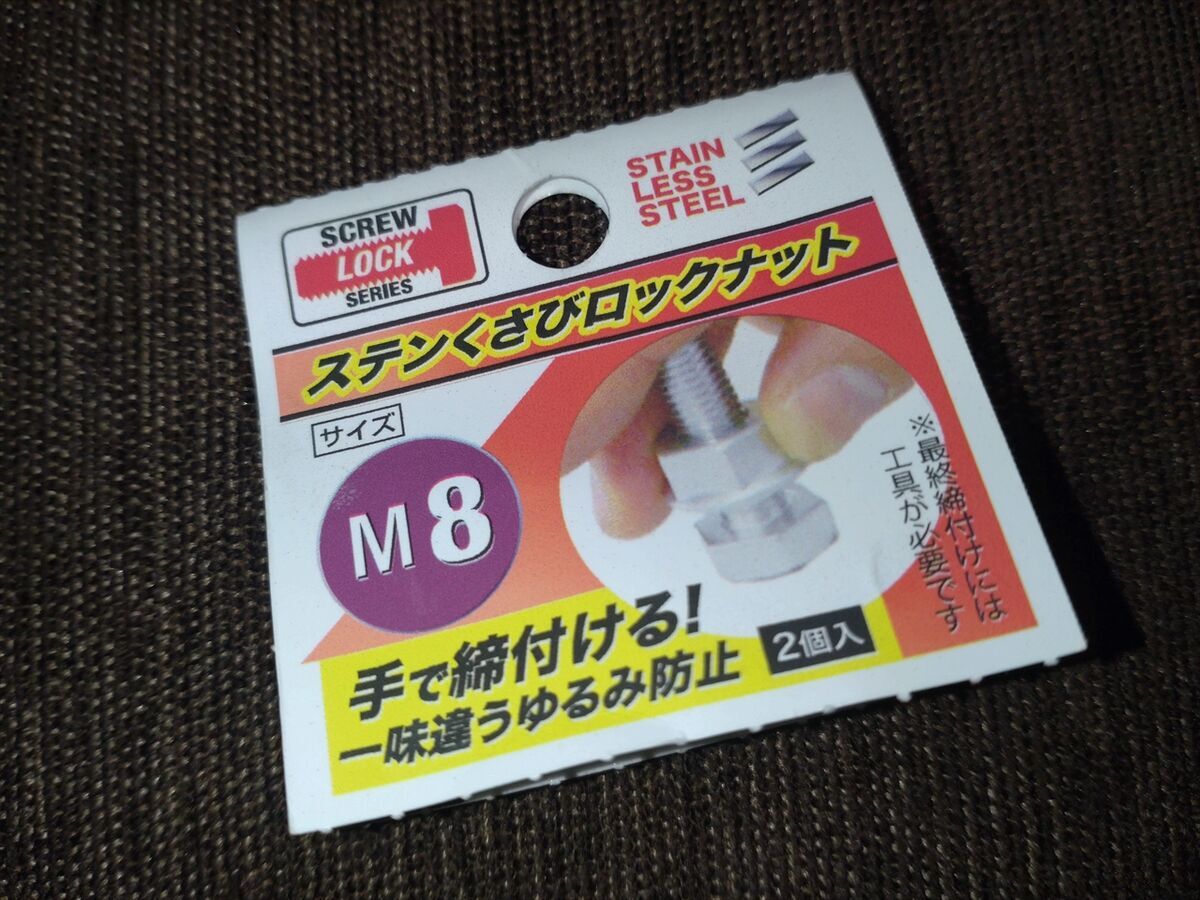 SCREW
LOCK
SERIES
STAIN
LESS
STEEL
ステンくさびロックナット
サイズ
M8
※最終締付けには
工具が必要です
手で締付ける!
一味違うゆるみ防止
2個入